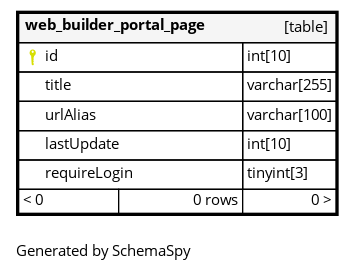 web_builder_portal_page [table]
id int[10]
title varchar[255]
urlAlias varchar[100]
lastUpdate int[10]
requireLogin tinyint[3]
< 0 0 rows 0 >
Generated by SchemaSpy